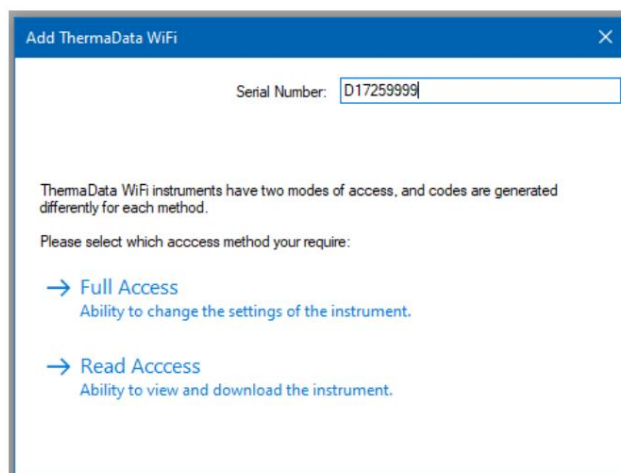 Add ThermaData WiFi
Serial Number: D17259999
ThermaData WiFi instruments have two modes of access, and codes are generated
differently for each method.
Please select which acccess method your require:
Full Access
Ability to change the settings of the instrument.
Read Acccess
Ability to view and download the instrument.